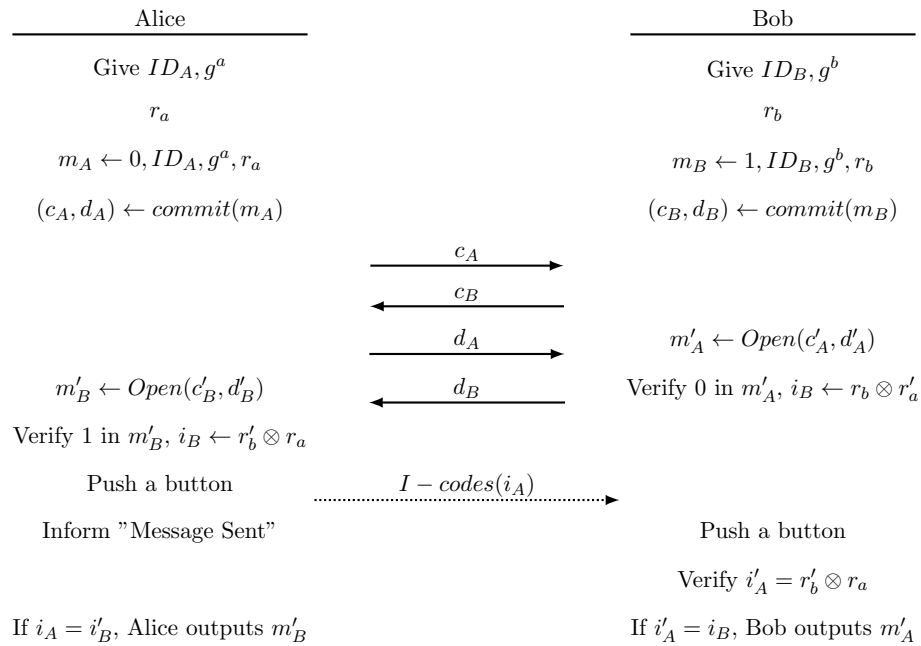 Alice Bob
Give ID_A, g^a Give ID_B, g^b
r_a r_b
m_A ← 0, ID_A, g^a, r_a m_B ← 1, ID_B, g^b, r_b
(c_A, d_A) ← commit(m_A) (c_B, d_B) ← commit(m_B)
c_A
c_B
d_A m'_A ← Open(c'_A, d'_A)
m'_B ← Open(c'_B, d'_B) d_B Verify 0 in m'_A, i_B ← r_b ⊗ r'_a
Verify 1 in m'_B, i_B ← r'_b ⊗ r_a
Push a button I − codes(i_A)
Inform ”Message Sent” Push a button
Verify i'_A = r'_b ⊗ r_a
If i_A = i'_B, Alice outputs m'_B If i'_A = i_B, Bob outputs m'_A